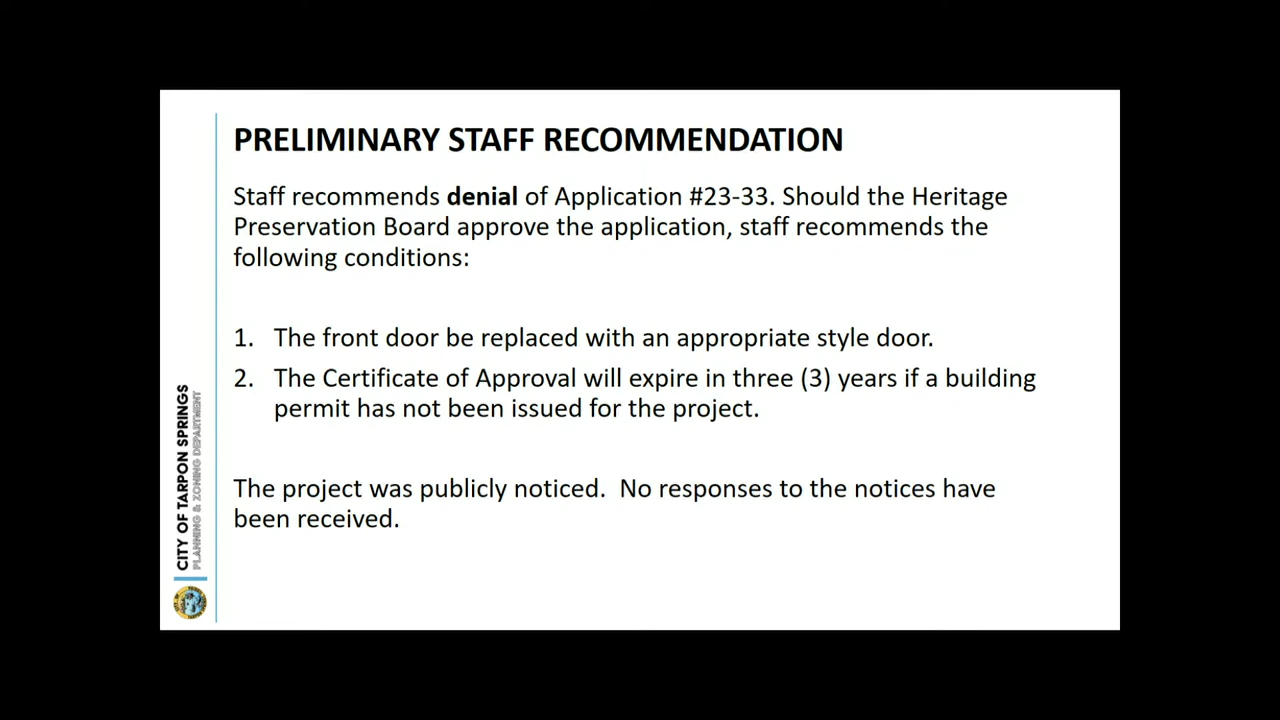 PRELIMINARY STAFF RECOMMENDATION
Staff recommends denial of Application #23-33. Should the Heritage
Preservation Board approve the application, staff recommends the
following conditions:
1. The front door be replaced with an appropriate style door.
2. The Certificate of Approval will expire in three (3) years if a building
permit has not been issued for the project.
The project was publicly noticed.  No responses to the notices have
been received.
CITY OF TARPON SPRINGS
PLANNING & ZONING DEPARTMENT